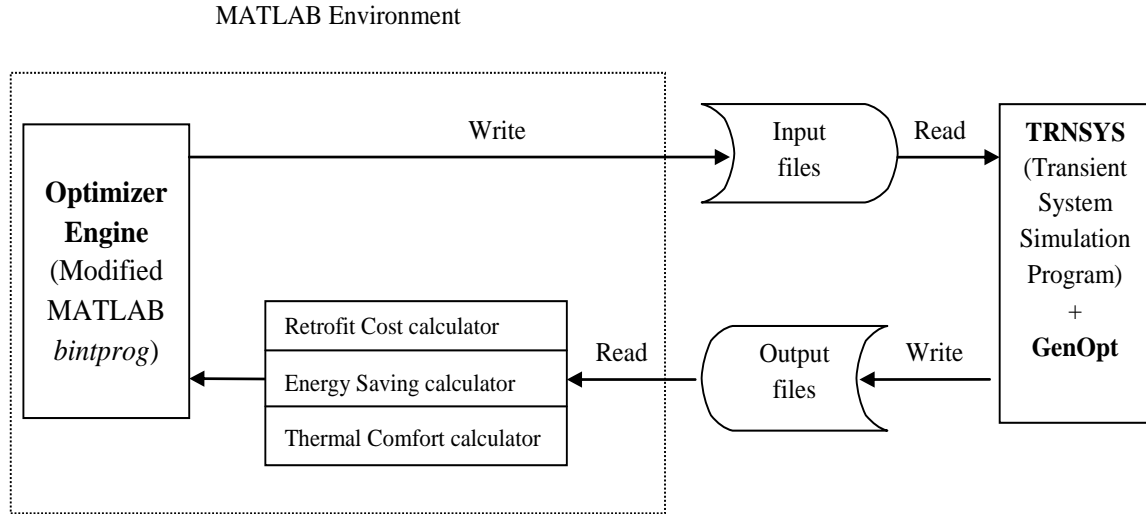 MATLAB Environment
Write
Input
files
Read
TRNSYS
(Transient
System
Simulation
Program)
+
GenOpt
Optimizer
Engine
(Modified
MATLAB
bintprog)
Retrofit Cost calculator
Energy Saving calculator
Thermal Comfort calculator
Read
Output
files
Write